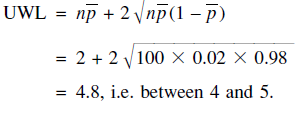 UWL = np̅ + 2√np̅(1 – p̅)
= 2 + 2√100 × 0.02 × 0.98
= 4.8, i.e. between 4 and 5.